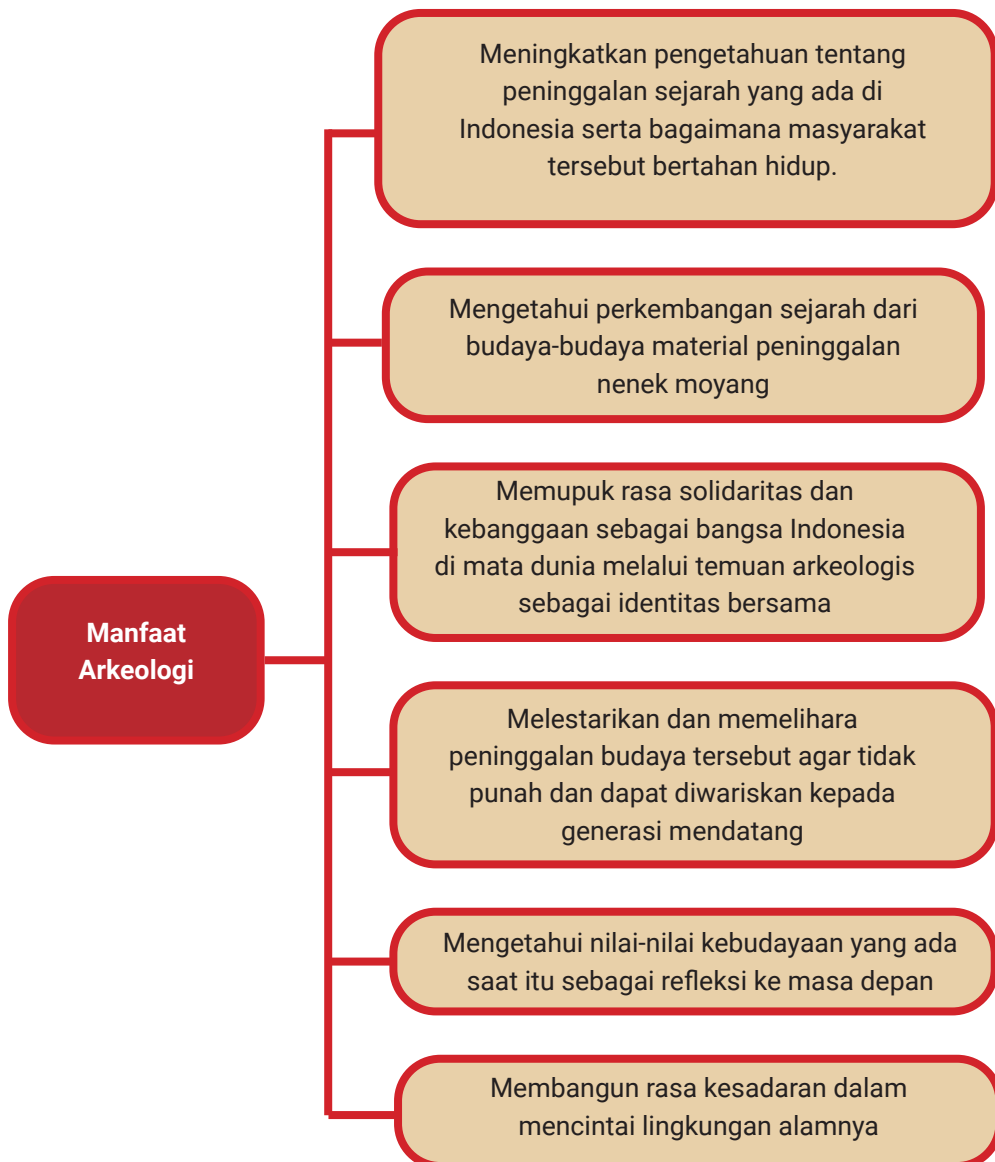 Meningkatkan pengetahuan tentang
peninggalan sejarah yang ada di
Indonesia serta bagaimana masyarakat
tersebut bertahan hidup.
Mengetahui perkembangan sejarah dari
budaya-budaya material peninggalan
nenek moyang
Memupuk rasa solidaritas dan
kebanggaan sebagai bangsa Indonesia
di mata dunia melalui temuan arkeologis
sebagai identitas bersama
Manfaat
Arkeologi
Melestarikan dan memelihara
peninggalan budaya tersebut agar tidak
punah dan dapat diwariskan kepada
generasi mendatang
Mengetahui nilai-nilai kebudayaan yang ada
saat itu sebagai refleksi ke masa depan
Membangun rasa kesadaran dalam
mencintai lingkungan alamnya